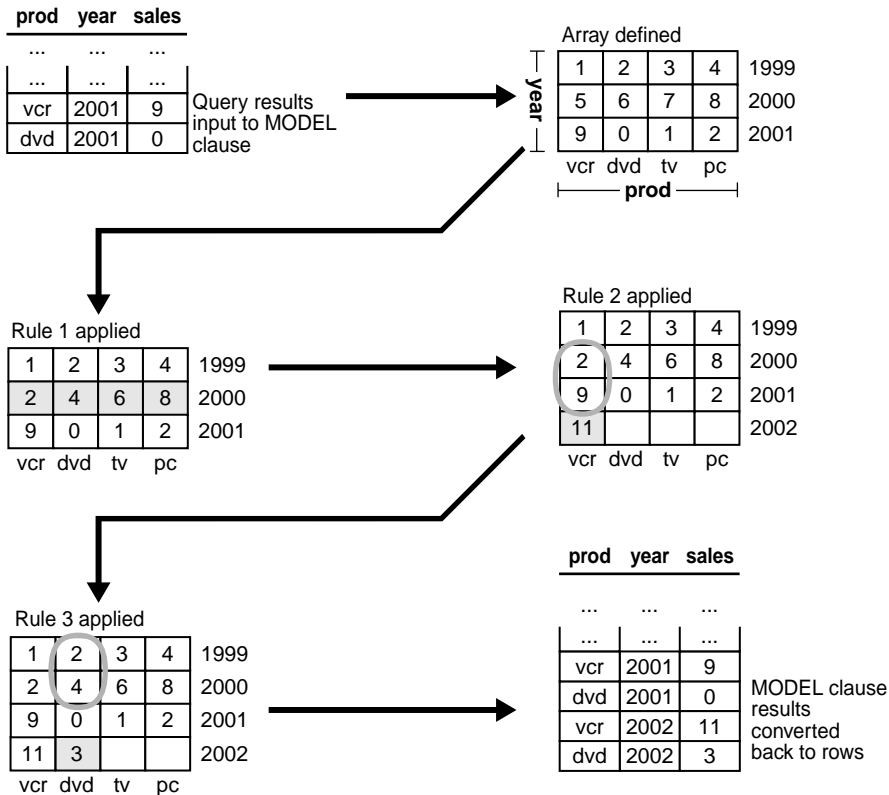 prod year sales
... ... ...
... ... ...
vcr 2001 9
dvd 2001 0
Query results
input to MODEL
clause
Array defined
year
1 2 3 4 1999
5 6 7 8 2000
9 0 1 2 2001
vcr dvd tv pc
prod
Rule 1 applied
1 2 3 4 1999
2 4 6 8 2000
9 0 1 2 2001
vcr dvd tv pc
Rule 2 applied
1 2 3 4 1999
2 4 6 8 2000
9 0 1 2 2001
11 2002
vcr dvd tv pc
Rule 3 applied
1 2 3 4 1999
2 4 6 8 2000
9 0 1 2 2001
11 3 2002
vcr dvd tv pc
prod year sales
... ... ...
... ... ...
vcr 2001 9
dvd 2001 0
vcr 2002 11
dvd 2002 3
MODEL clause
results
converted
back to rows